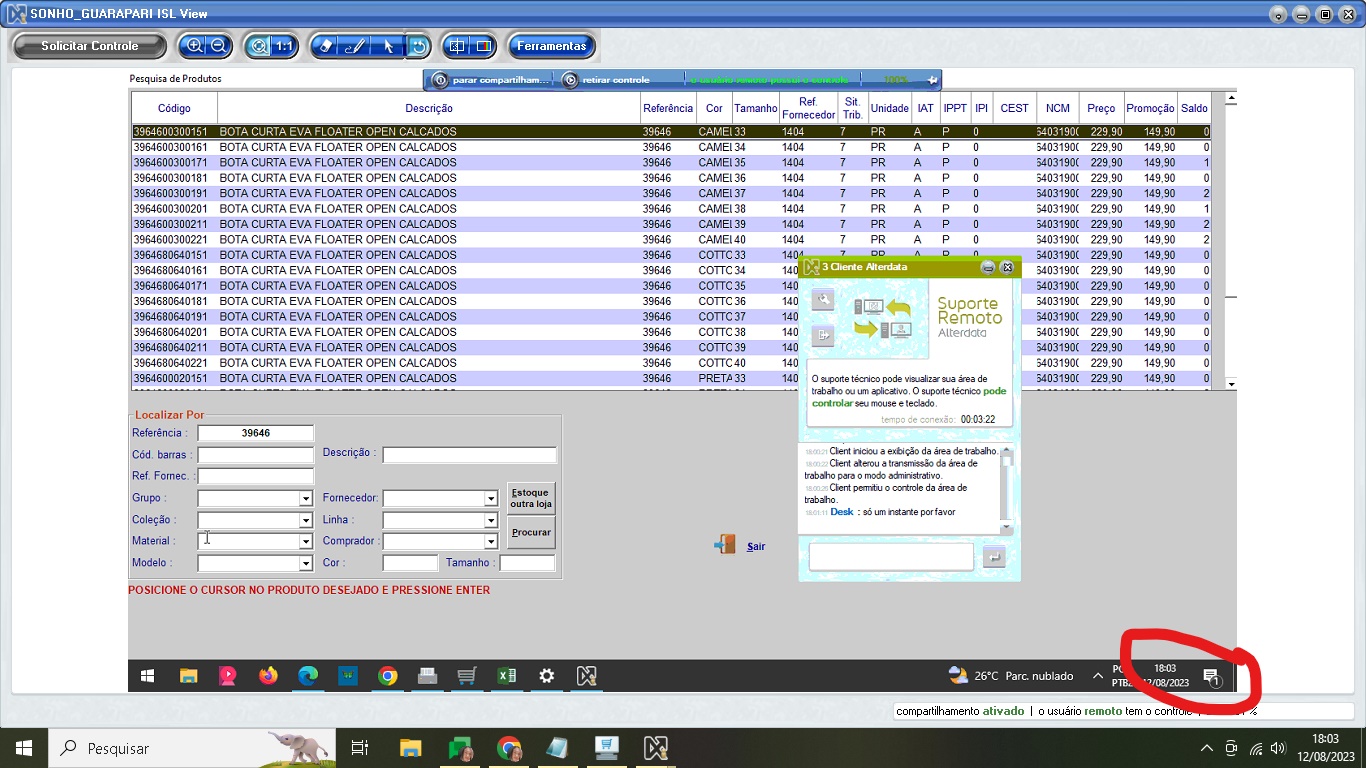 SONHO_GUARAPARI ISL View
Solicitar Controle
1:1
Ferramentas
Pesquisa de Produtos
parar compartilham...
retirar controle
o usuário remoto possui o controle
100%
Código Descrição Referência Cor Tamanho Ref. Fornecedor Sit. Trib. Unidade IAT IPPT IPI CEST NCM Preço Promoção Saldo
3964600300151 BOTA CURTA EVA FLOATER OPEN CALCADOS 39646 CAMEL 33 1404 7 PR A P 0 6403190( 229,90 149,90 0
3964600300161 BOTA CURTA EVA FLOATER OPEN CALCADOS 39646 CAMEL 34 1404 7 PR A P 0 6403190( 229,90 149,90 0
3964600300171 BOTA CURTA EVA FLOATER OPEN CALCADOS 39646 CAMEL 35 1404 7 PR A P 0 6403190( 229,90 149,90 1
3964600300181 BOTA CURTA EVA FLOATER OPEN CALCADOS 39646 CAMEL 36 1404 7 PR A P 0 6403190( 229,90 149,90 0
3964600300191 BOTA CURTA EVA FLOATER OPEN CALCADOS 39646 CAMEL 37 1404 7 PR A P 0 6403190( 229,90 149,90 2
3964600300201 BOTA CURTA EVA FLOATER OPEN CALCADOS 39646 CAMEL 38 1404 7 PR A P 0 6403190( 229,90 149,90 1
3964600300211 BOTA CURTA EVA FLOATER OPEN CALCADOS 39646 CAMEL 39 1404 7 PR A P 0 6403190( 229,90 149,90 2
3964600300221 BOTA CURTA EVA FLOATER OPEN CALCADOS 39646 CAMEL 40 1404 7 PR A P 0 6403190( 229,90 149,90 2
3964680640151 BOTA CURTA EVA FLOATER OPEN CALCADOS 39646 COTTO 33 1404 7 PR A P 0 6403190( 229,90 149,90 0
3964680640161 BOTA CURTA EVA FLOATER OPEN CALCADOS 39646 COTTO 34 140 6403190( 229,90 149,90 0
3964680640171 BOTA CURTA EVA FLOATER OPEN CALCADOS 39646 COTTO 35 140 6403190( 229,90 149,90 0
3964680640181 BOTA CURTA EVA FLOATER OPEN CALCADOS 39646 COTTO 36 140 6403190( 229,90 149,90 0
3964680640191 BOTA CURTA EVA FLOATER OPEN CALCADOS 39646 COTTO 37 140 6403190( 229,90 149,90 0
3964680640201 BOTA CURTA EVA FLOATER OPEN CALCADOS 39646 COTTO 38 140 6403190( 229,90 149,90 0
3964680640211 BOTA CURTA EVA FLOATER OPEN CALCADOS 39646 COTTO 39 140 6403190( 229,90 149,90 0
3964680640221 BOTA CURTA EVA FLOATER OPEN CALCADOS 39646 COTTO 40 140 6403190( 229,90 149,90 0
3964600020151 BOTA CURTA EVA FLOATER OPEN CALCADOS 39646 PRETA 33 140 6403190( 229,90 149,90 0
3 Cliente Alterdata
Suporte
Remoto
Alterdata
O suporte técnico pode visualizar sua área de
trabalho ou um aplicativo. O suporte técnico pode
controlar seu mouse e teclado.
tempo de conexão: 00:03:22
18:00:21 Client iniciou a exibição da área de trabalho.
18:00:22 Client alterou a transmissão da área de
trabalho para o modo administrativo.
18:00:25 Client permitiu o controle da área de
trabalho.
18:01:11 Desk : só um instante por favor
Localizar Por
Referência : 39646
Cód. barras : Descrição :
Ref. Fornec. :
Grupo : Fornecedor:
Estoque
outra loja
Coleção : Linha :
Material : Comprador :
Procurar
Modelo : Cor : Tamanho :
Sair
POSICIONE O CURSOR NO PRODUTO DESEJADO E PRESSIONE ENTER
26°C Parc. nublado
18:03
12/08/2023
1
compartilhamento ativado | o usuário remoto tem o controle
Pesquisar
18:03
12/08/2023